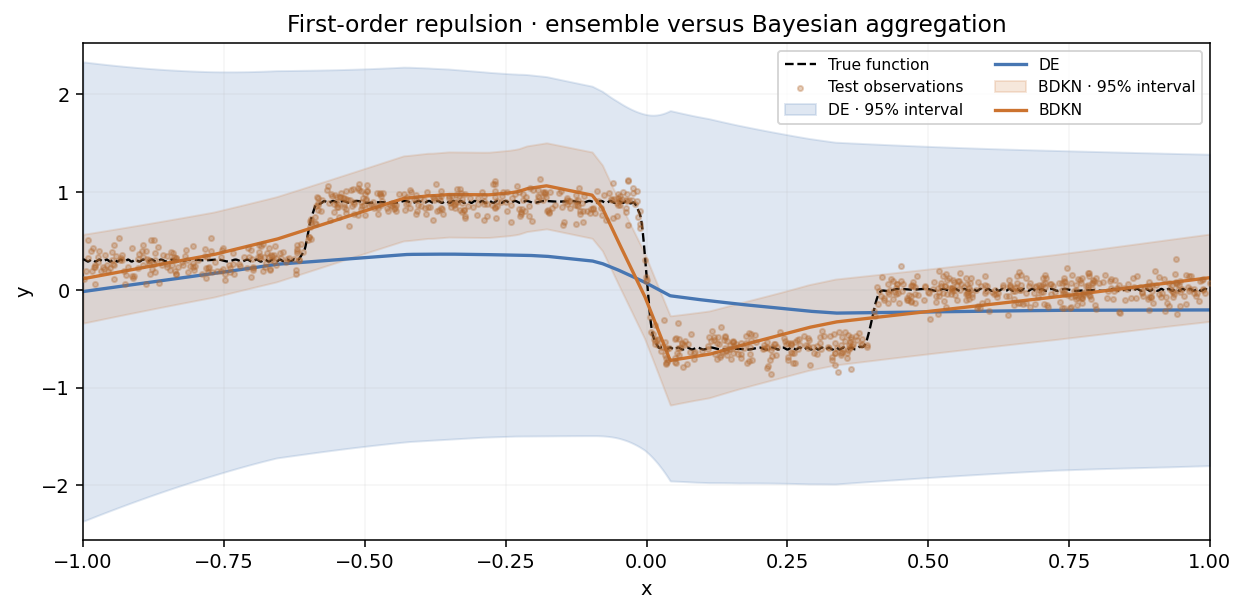 First-order repulsion · ensemble versus Bayesian aggregation
True function
Test observations
DE · 95% interval
DE
BDKN · 95% interval
BDKN
y
2
1
0
−1
−2
−1.00 −0.75 −0.50 −0.25 0.00 0.25 0.50 0.75 1.00
x